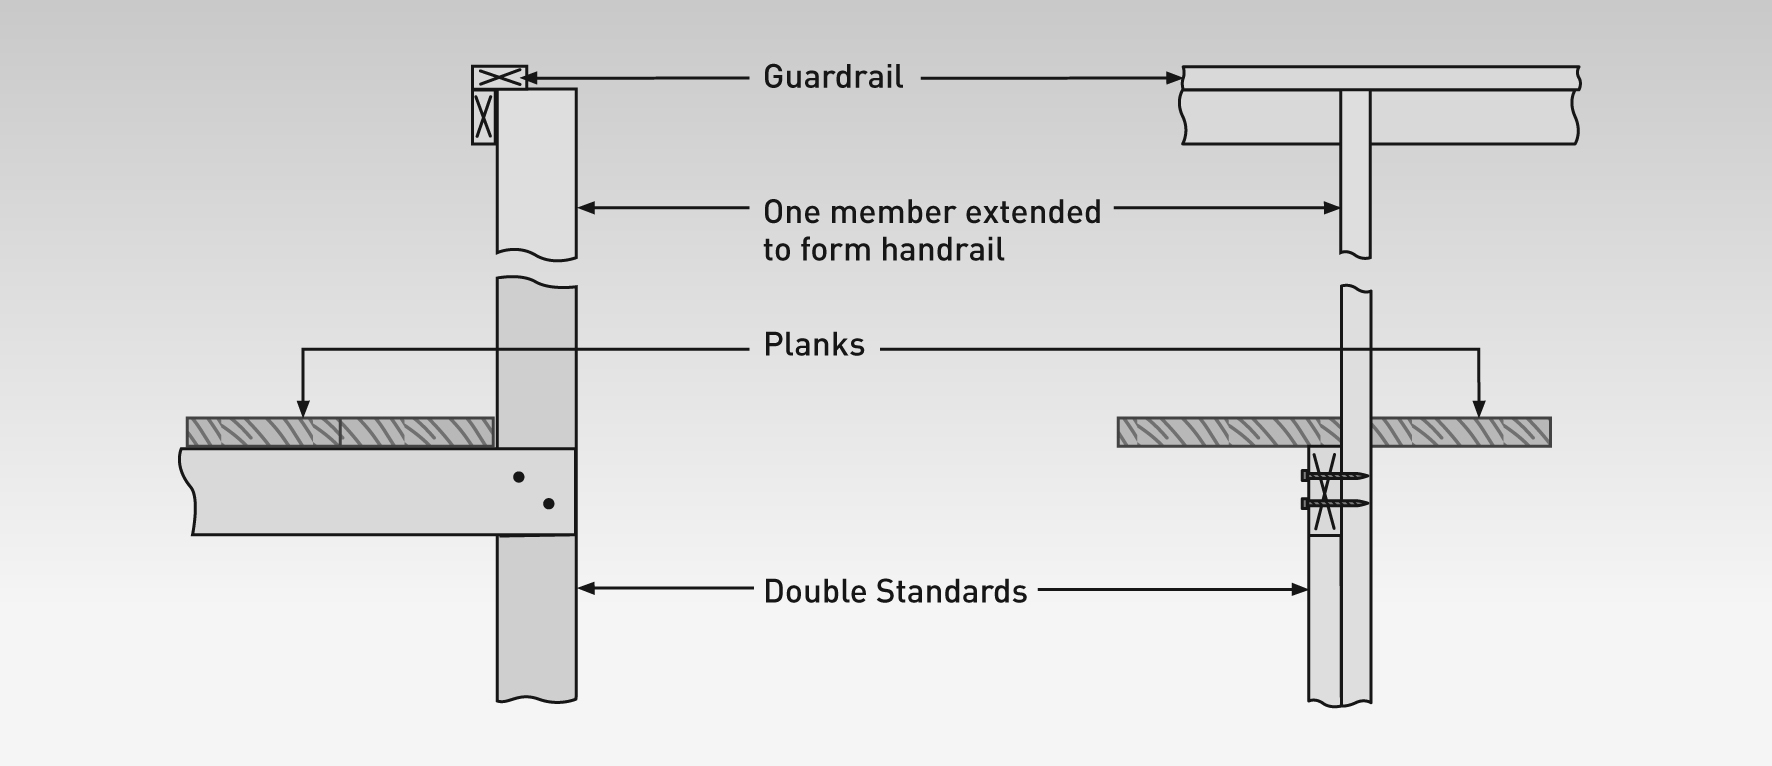 Guardrail
One member extended
to form handrail
Planks
Double Standards